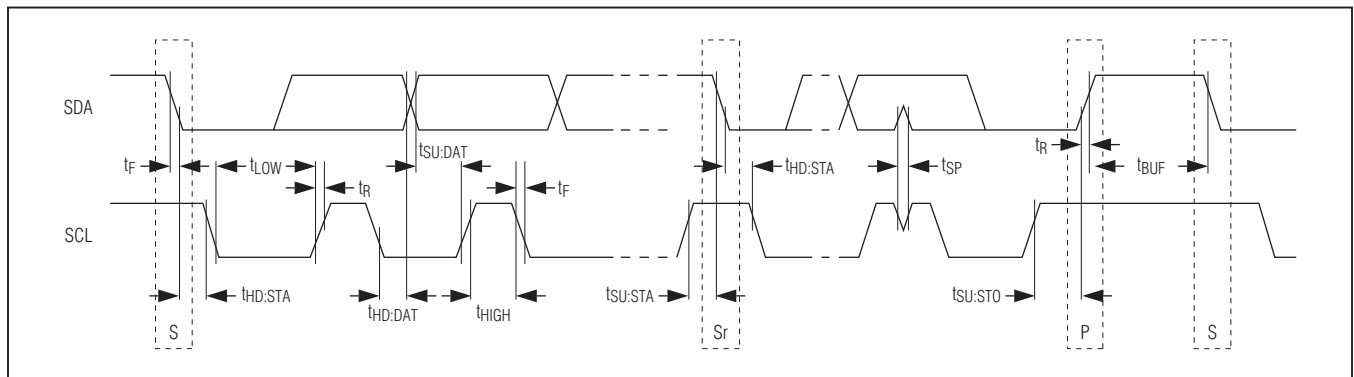 SDA
tF
tLOW
tR
tSU:DAT
tF
tHD:STA
tSP
tR
tBUF
SCL
tHD:STA
tHD:DAT
tHIGH
tSU:STA
tSU:STO
S
Sr
P
S